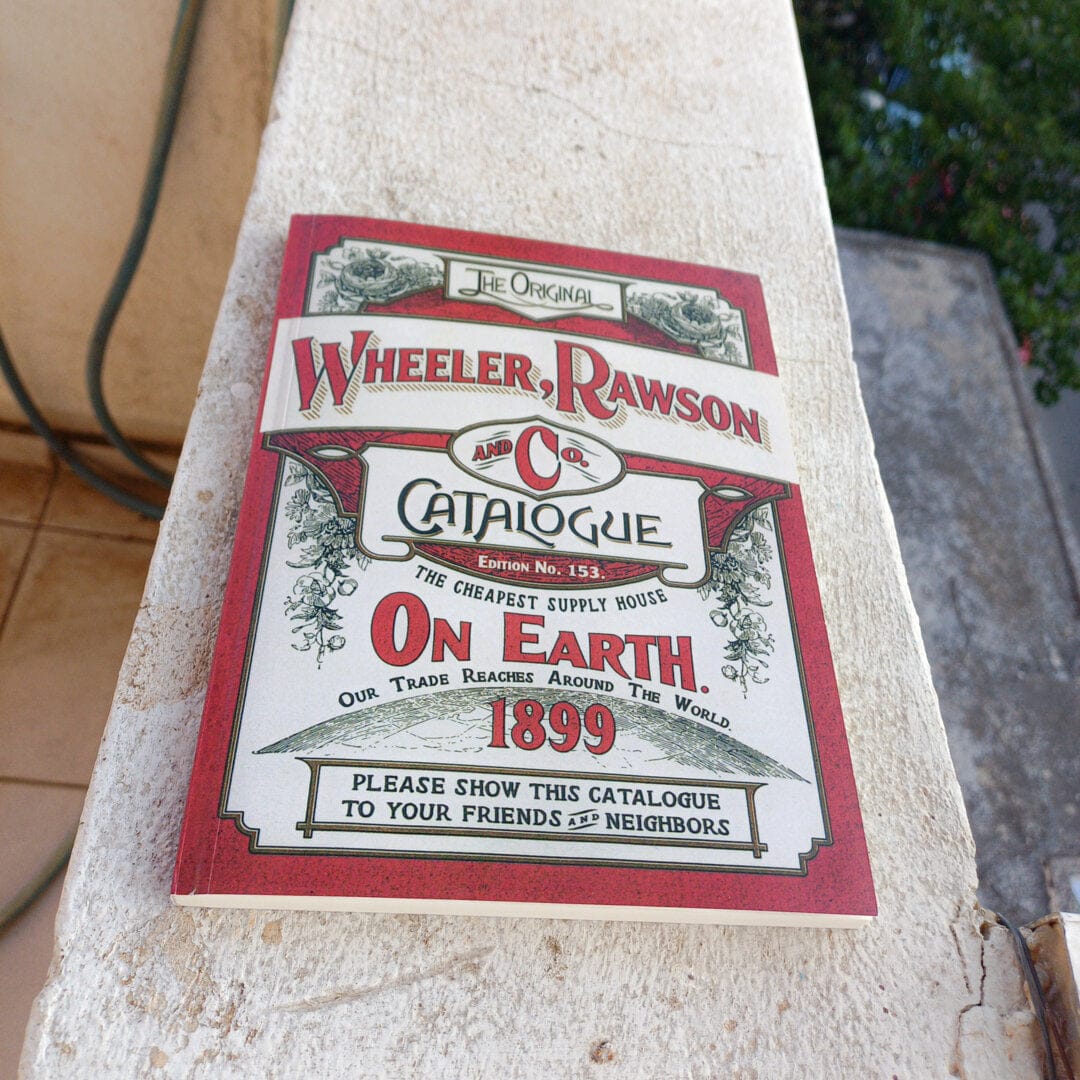 The Original
Wheeler, Rawson
and Co.
Catalogue
Edition No. 153.
THE CHEAPEST SUPPLY HOUSE
On Earth.
Our Trade Reaches Around The World.
1899
PLEASE SHOW THIS CATALOGUE
TO YOUR FRIENDS AND NEIGHBORS